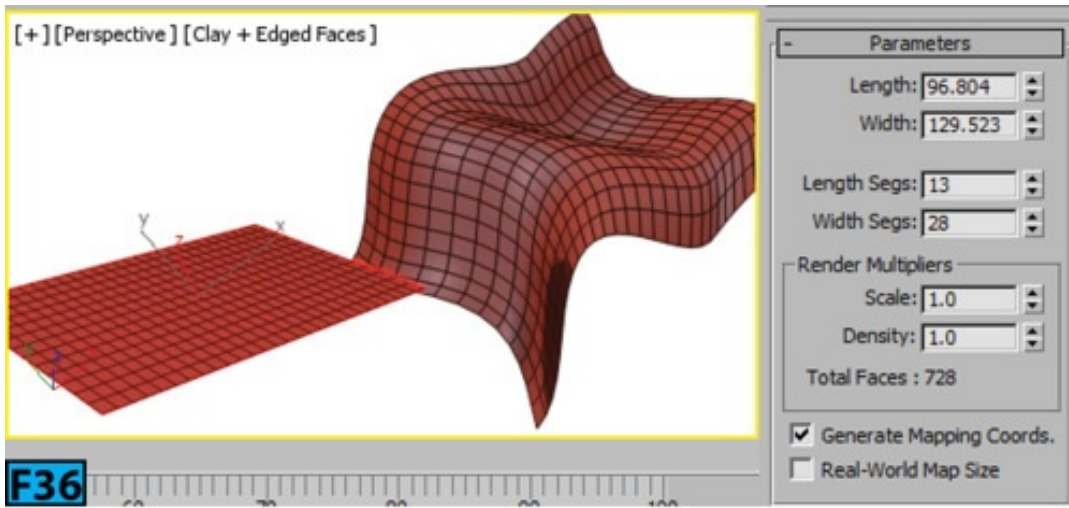 [+][Perspective][Clay + Edged Faces]
y
z
x
F36
- Parameters
Length: 96.804
Width: 129.523
Length Segs: 13
Width Segs: 28
Render Multipliers
Scale: 1.0
Density: 1.0
Total Faces : 728
Generate Mapping Coords.
Real-World Map Size